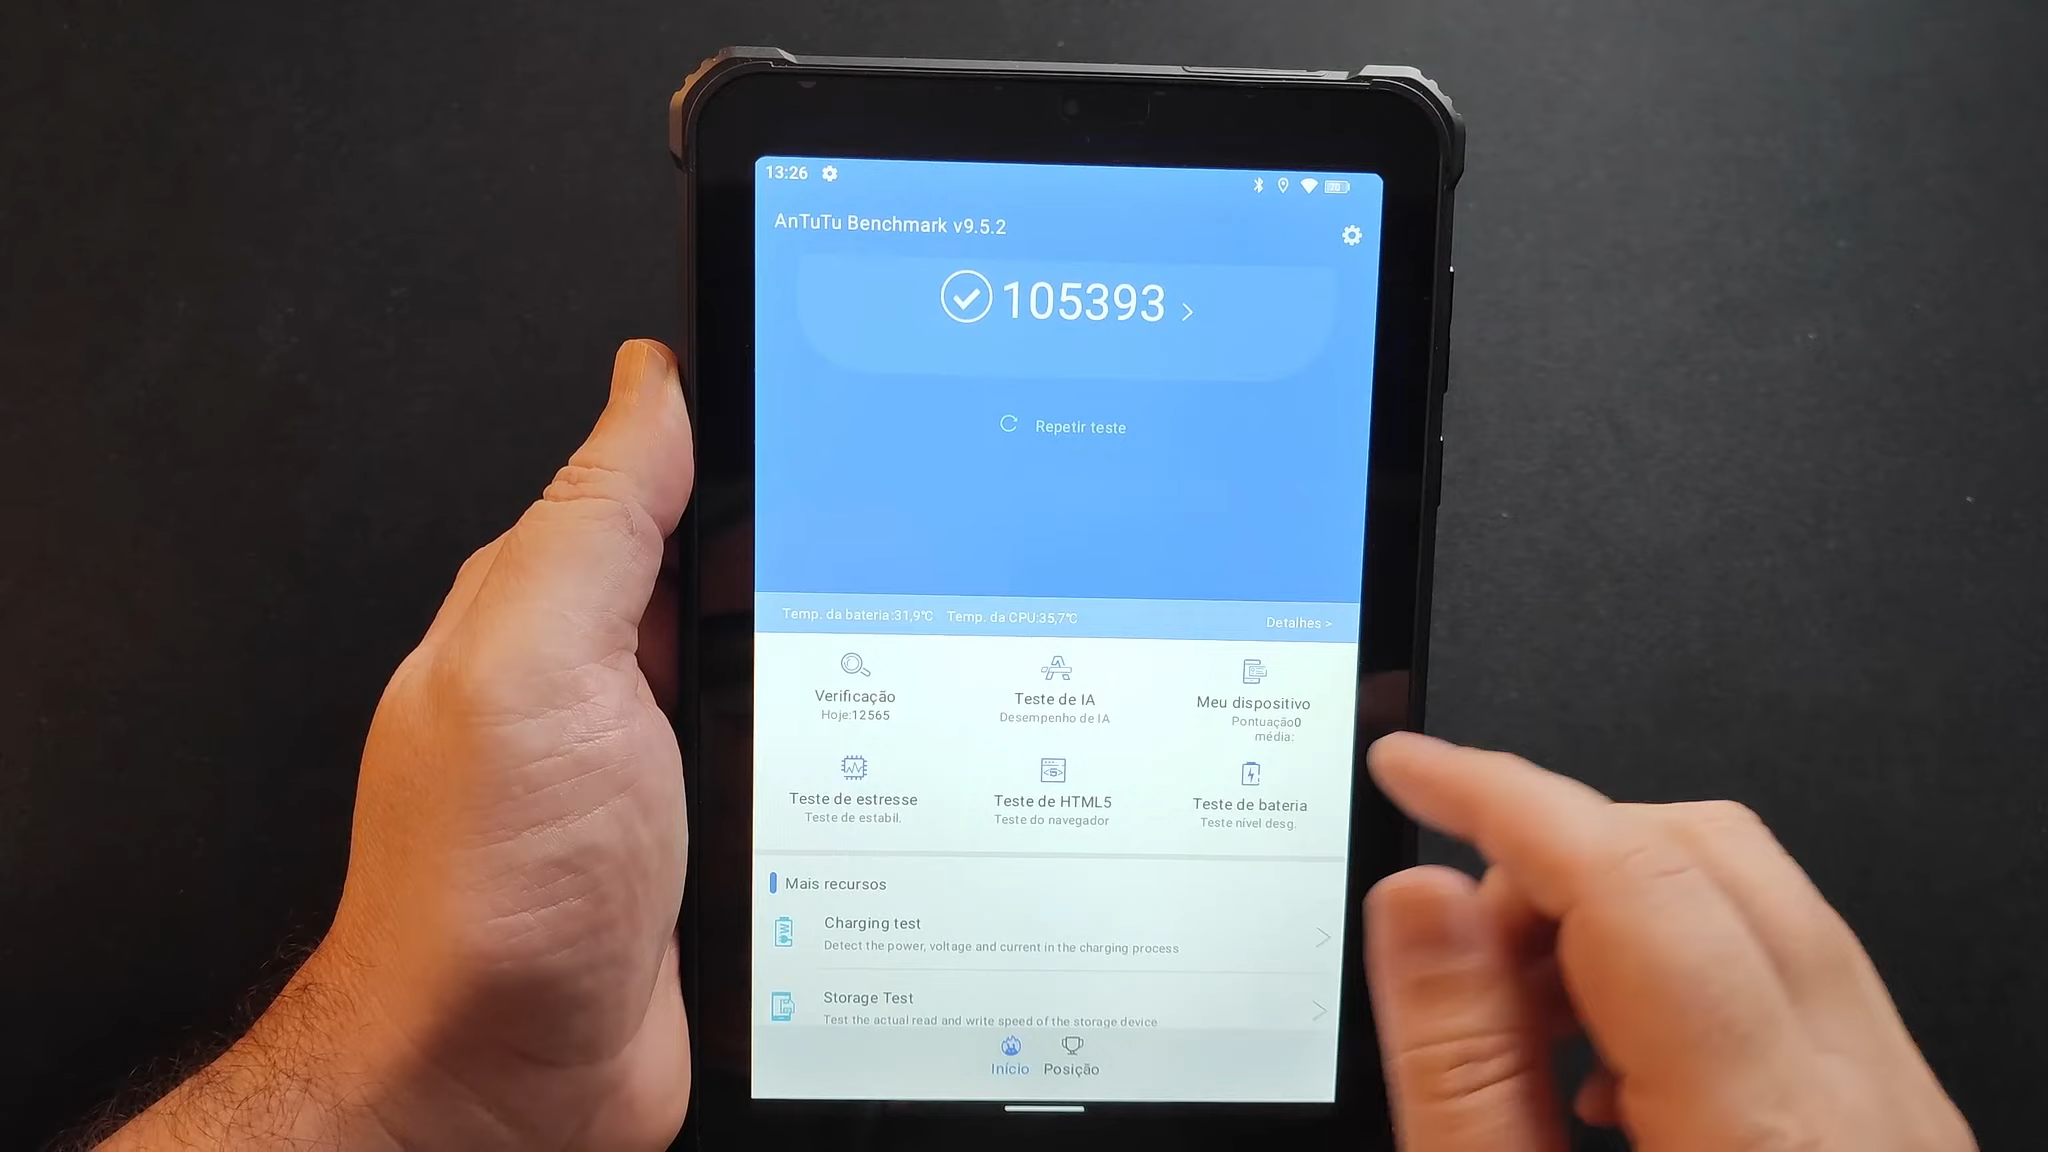 13:26
70
AnTuTu Benchmark v9.5.2
105393 >
Repetir teste
Temp. da bateria:31,9℃ Temp. da CPU:35,7℃ Detalhes >
Verificação
Hoje:12565
Teste de IA
Desempenho de IA
Meu dispositivo
Pontuação0
média:
Teste de estresse
Teste de estabil.
Teste de HTML5
Teste do navegador
Teste de bateria
Teste nível desg.
Mais recursos
Charging test
Detect the power, voltage and current in the charging process
Storage Test
Test the actual read and write speed of the storage device
Início Posição